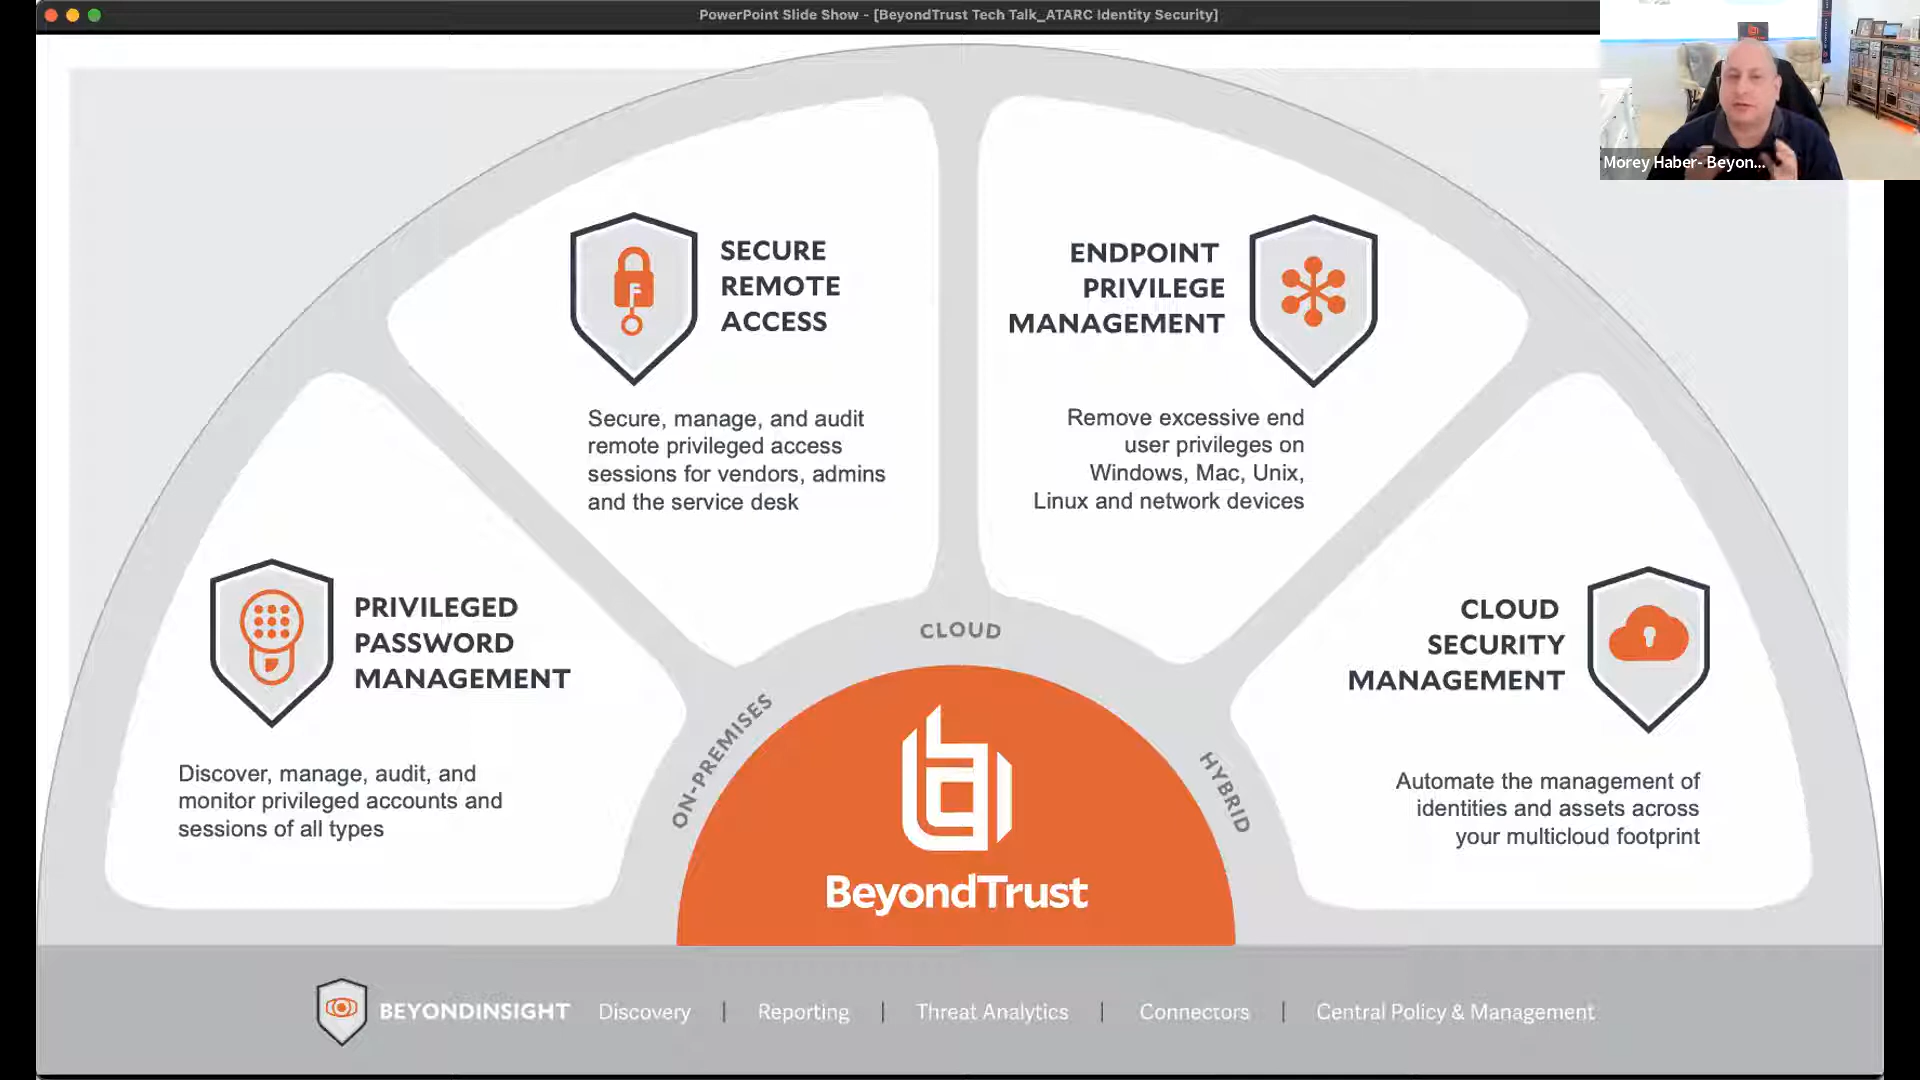 PowerPoint Slide Show - [BeyondTrust Tech Talk_ATARC Identity Security]
Morey Haber- Beyon...
SECURE
REMOTE
ACCESS
Secure, manage, and audit
remote privileged access
sessions for vendors, admins
and the service desk
ENDPOINT
PRIVILEGE
MANAGEMENT
Remove excessive end
user privileges on
Windows, Mac, Unix,
Linux and network devices
PRIVILEGED
PASSWORD
MANAGEMENT
Discover, manage, audit, and
monitor privileged accounts and
sessions of all types
CLOUD
SECURITY
MANAGEMENT
Automate the management of
identities and assets across
your multicloud footprint
ON-PREMISES
CLOUD
HYBRID
BeyondTrust
BEYONDINSIGHT Discovery | Reporting | Threat Analytics | Connectors | Central Policy & Management